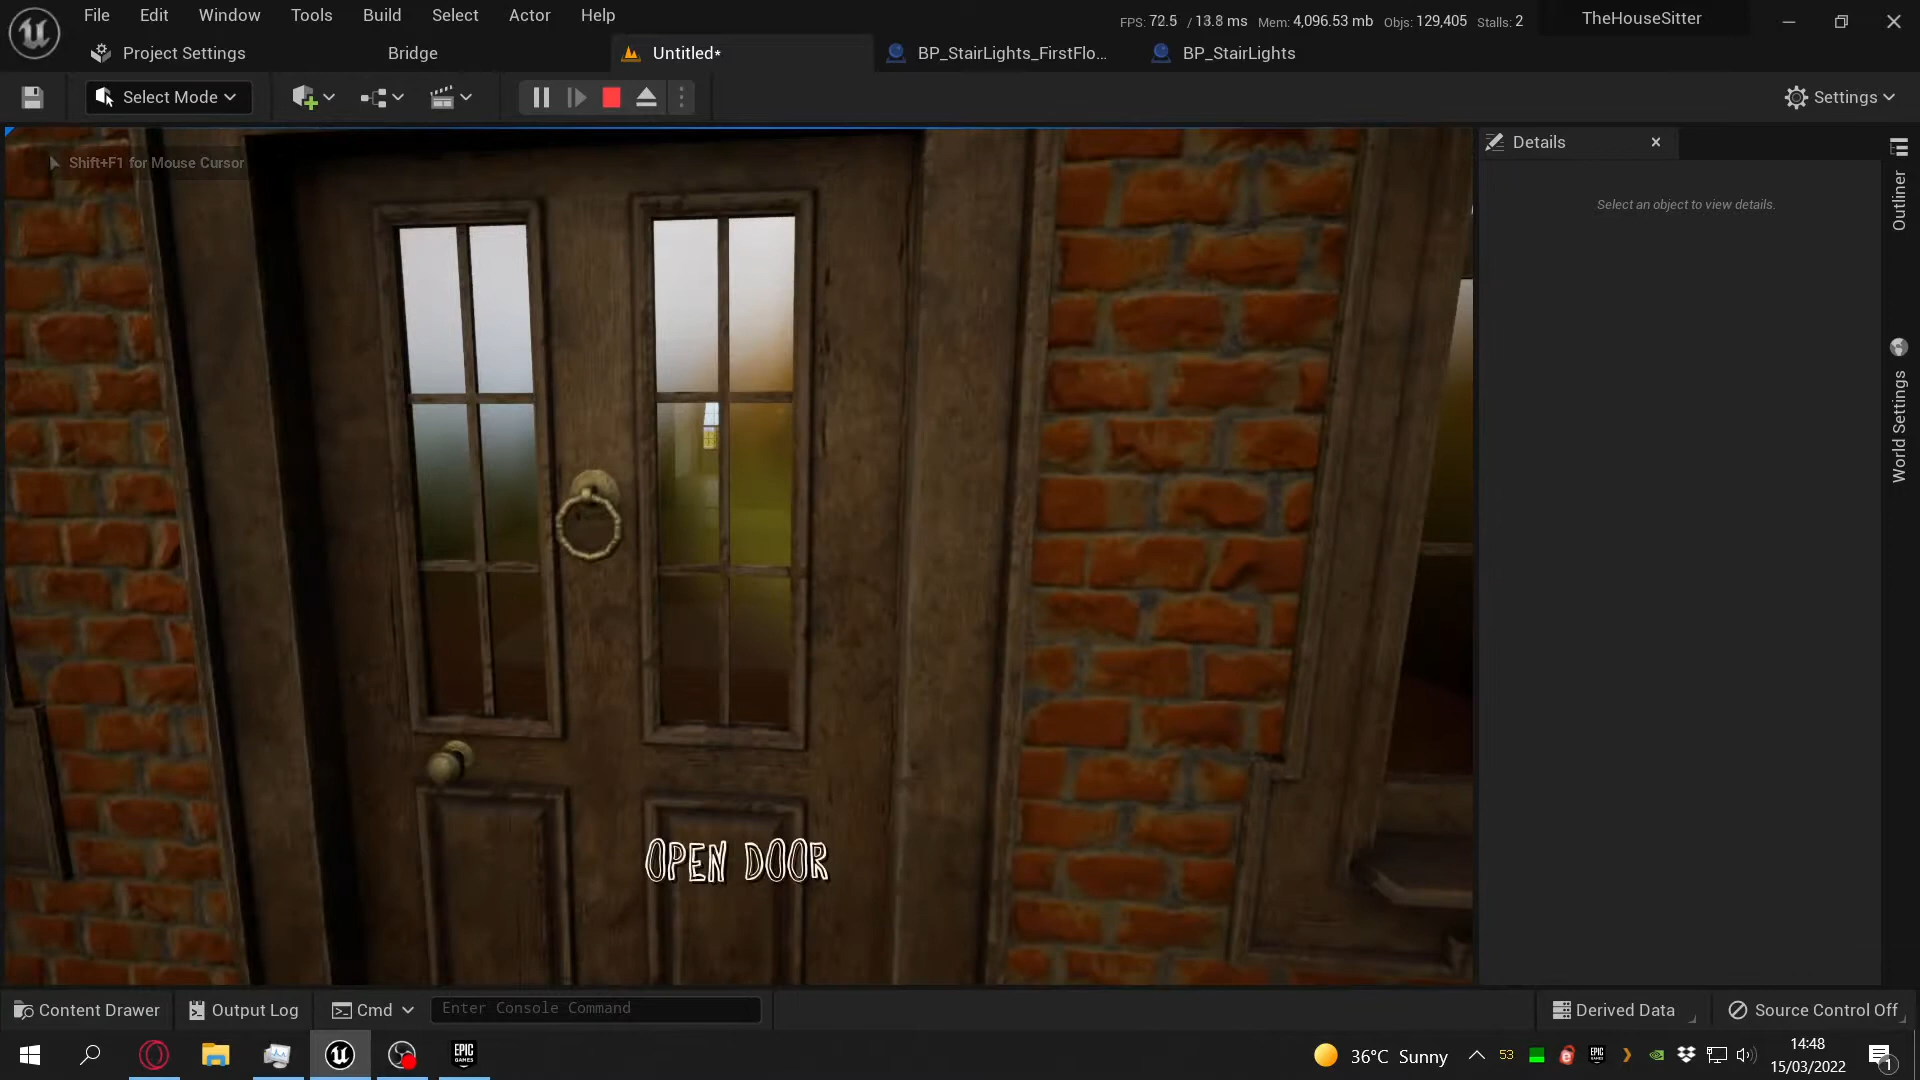 File Edit Window Tools Build Select Actor Help
FPS: 72.5 / 13.8 ms Mem: 4,096.53 mb Objs: 129,405 Stalls: 2
TheHouseSitter
Project Settings
Bridge
Untitled*
BP_StairLights_FirstFlo...
BP_StairLights
Select Mode
Settings
Shift+F1 for Mouse Cursor
Details
Select an object to view details.
Outliner
World Settings
OPEN DOOR
Content Drawer
Output Log
Cmd
Enter Console Command
Derived Data
Source Control Off
EPIC GAMES
36°C Sunny
53
14:48
15/03/2022
1